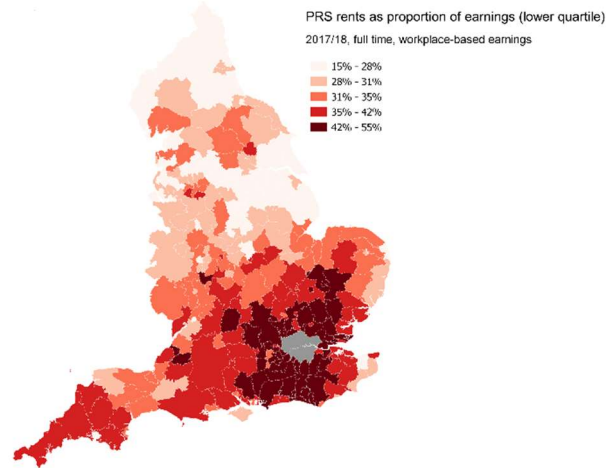 PRS rents as proportion of earnings (lower quartile)
2017/18, full time, workplace-based earnings
15% - 28%
28% - 31%
31% - 35%
35% - 42%
42% - 55%